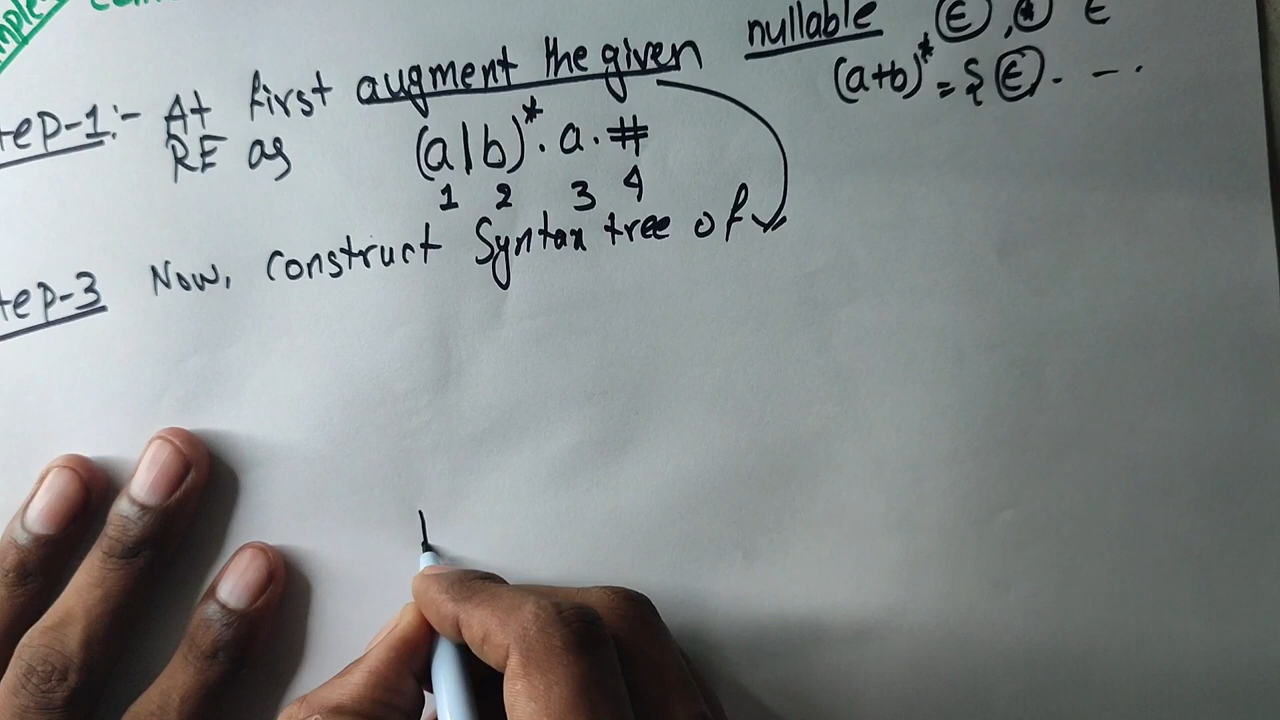 nullable ϵ, *, ϵ
(a+b)* = { ϵ. - - .
tep-1:- At first augment the given
RE as (a|b)*.a.#
1 2 3 4
tep-3 Now, construct Syntax tree of